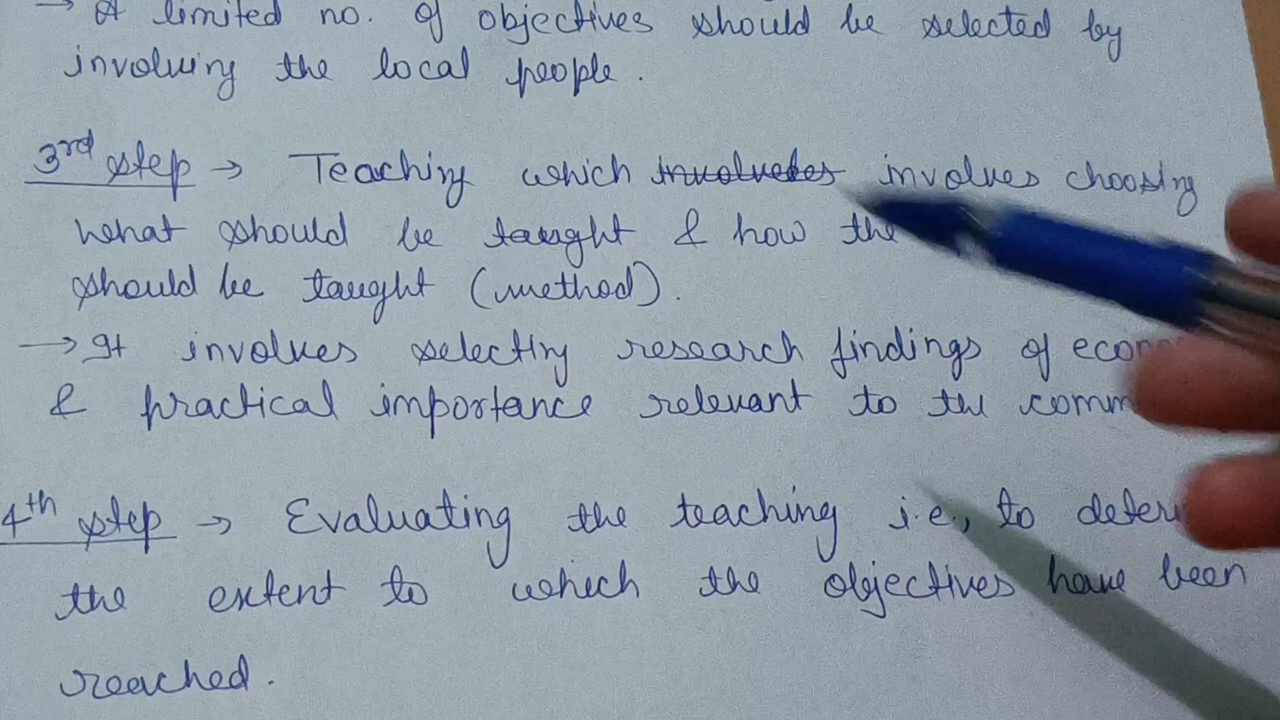 → A limited no. of objectives should be selected by
involving the local people.
3rd step → Teaching which involves choosing
what should be taught & how the
should be taught (method).
→ It involves selecting research findings of
& practical importance relevant to the
4th step → Evaluating the teaching i.e., to
the extent to which the objectives have been
reached.